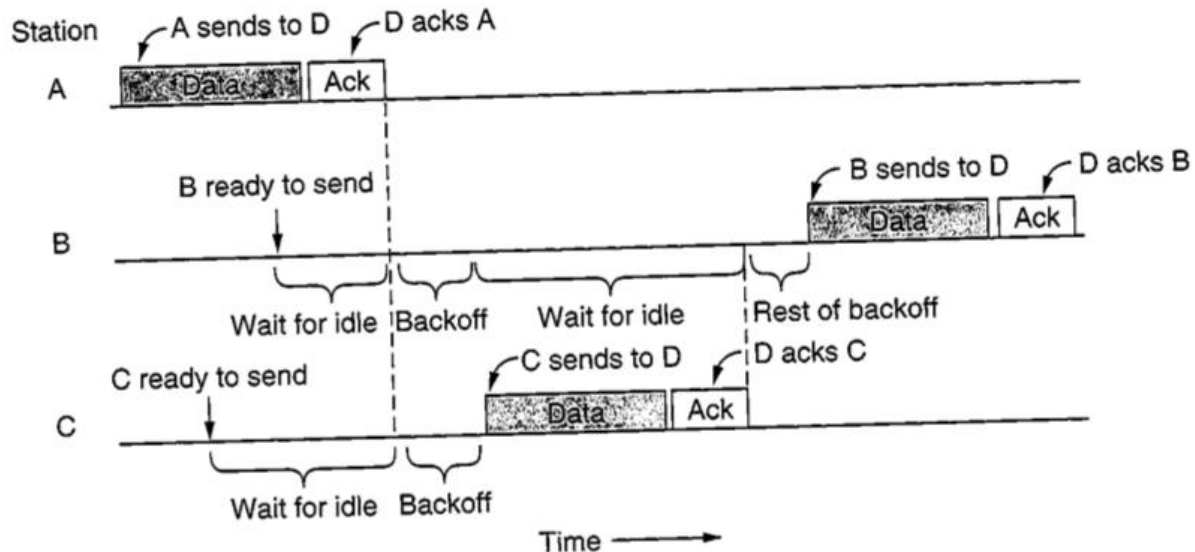 Station
A sends to D
D acks A
A
Data
Ack
B ready to send
B sends to D
D acks B
B
Data
Ack
Wait for idle
Backoff
Wait for idle
Rest of backoff
C ready to send
C sends to D
D acks C
C
Data
Ack
Wait for idle
Backoff
Time